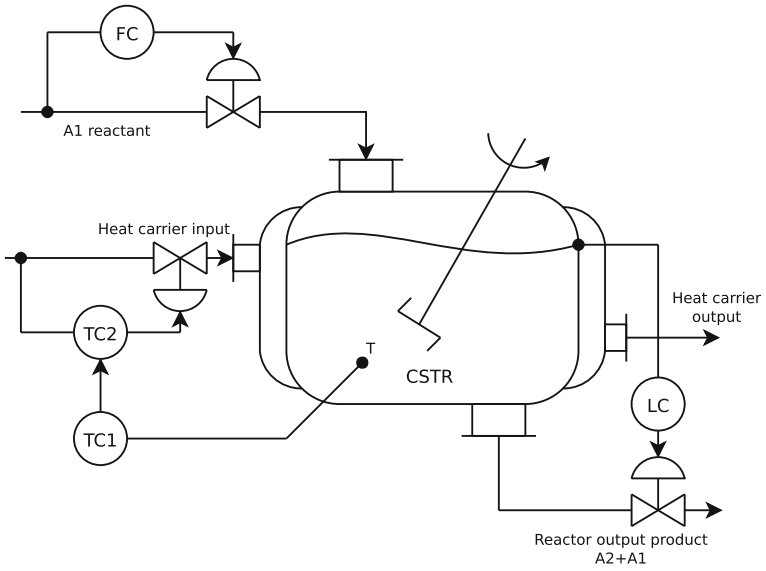 FC
A1 reactant
Heat carrier input
Heat carrier
output
TC2
T
CSTR
LC
TC1
Reactor output product
A2+A1